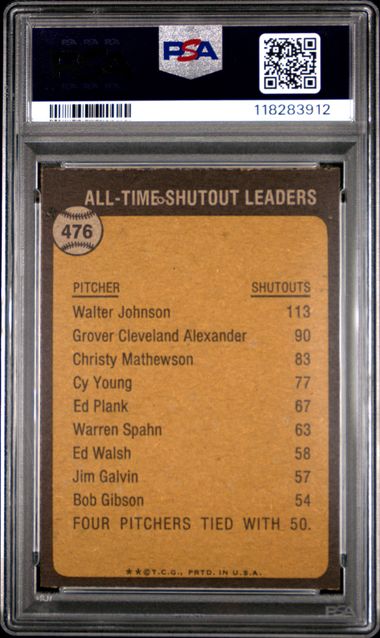 PSA
118283912
ALL-TIME SHUTOUT LEADERS
476
PITCHER SHUTOUTS
Walter Johnson 113
Grover Cleveland Alexander 90
Christy Mathewson 83
Cy Young 77
Ed Plank 67
Warren Spahn 63
Ed Walsh 58
Jim Galvin 57
Bob Gibson 54
FOUR PITCHERS TIED WITH 50.
**©T.C.G., PRTD. IN U.S.A.
PSA